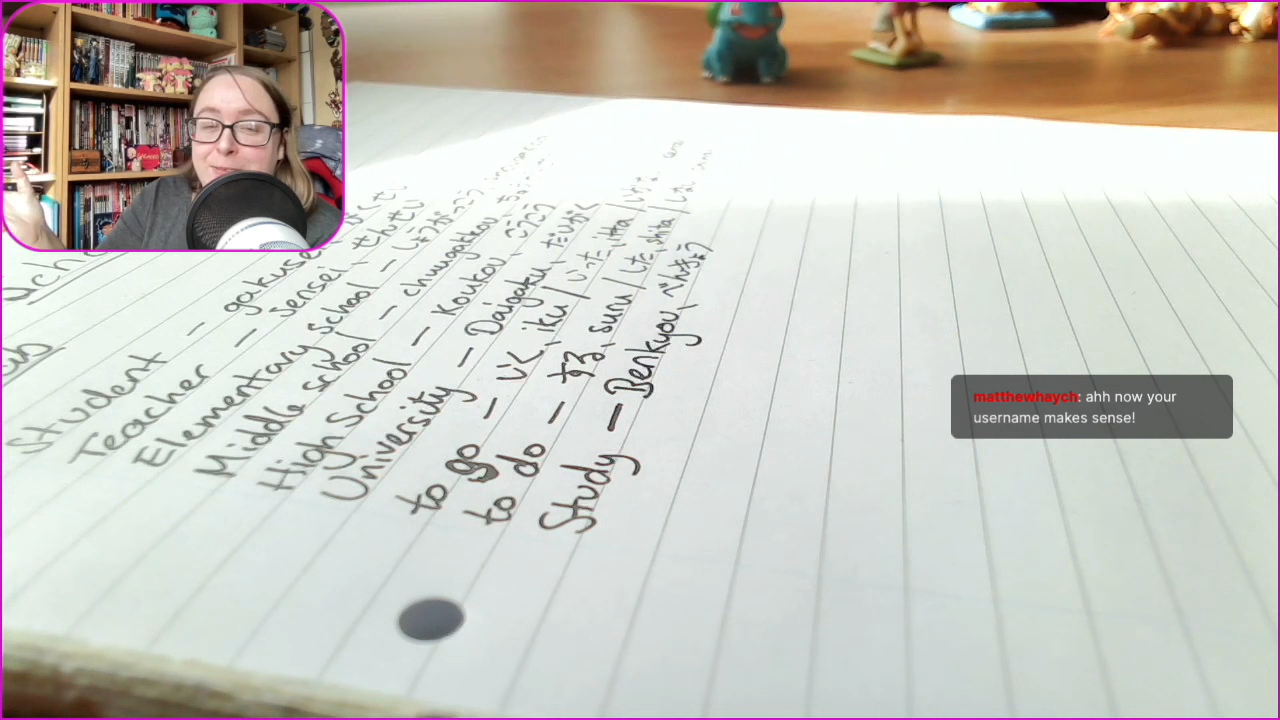 Sch
ab
Student - gakuse
Teacher - Sensei, せんせい
Elementary school - しょうがっこう
Middle school - chuugakkou
High School - Koukou, こうこう
University - Daigaku, だいがく
to go - いく, iku / いった, itta
to do - する, suru / した, shita
Study - Benkyou, べんきょう
matthewhaych: ahh now your
username makes sense!